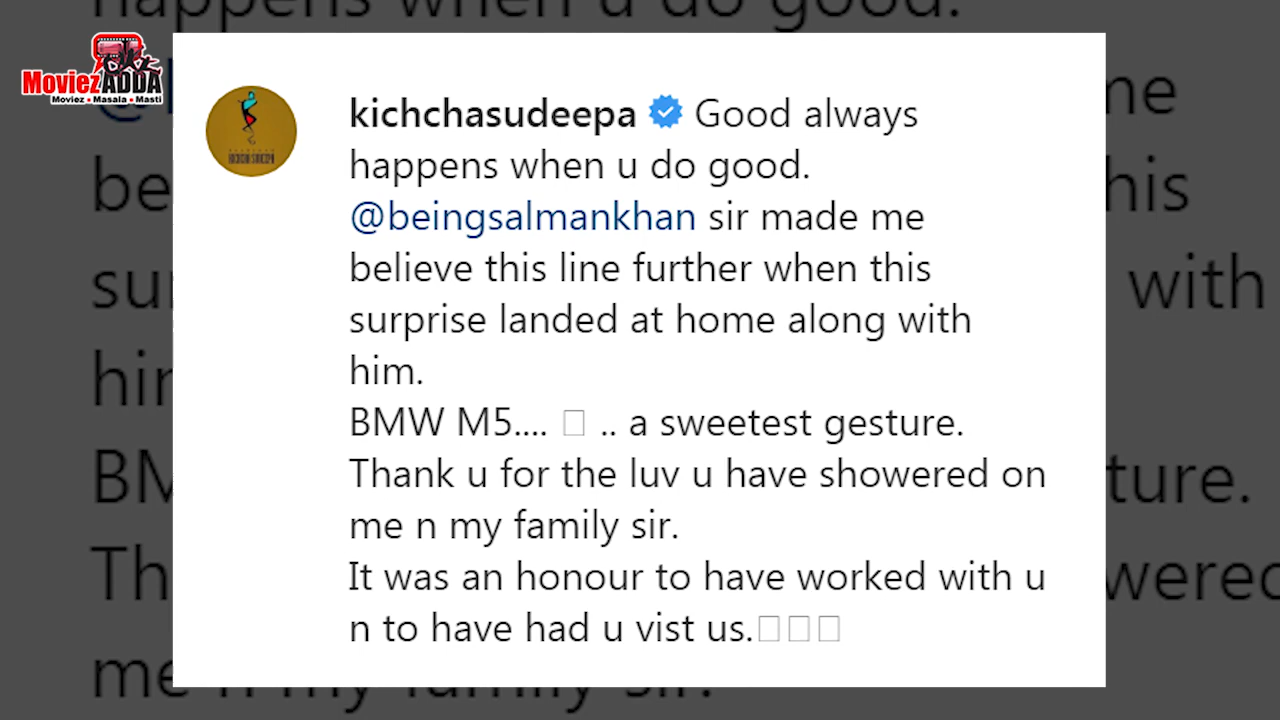 MoviezADDA
Moviez • Masala • Masti
kichchasudeepa Good always
happens when u do good.
@beingsalmankhan sir made me
believe this line further when this
surprise landed at home along with
him.
BMW M5.... .. a sweetest gesture.
Thank u for the luv u have showered on
me n my family sir.
It was an honour to have worked with u
n to have had u vist us.